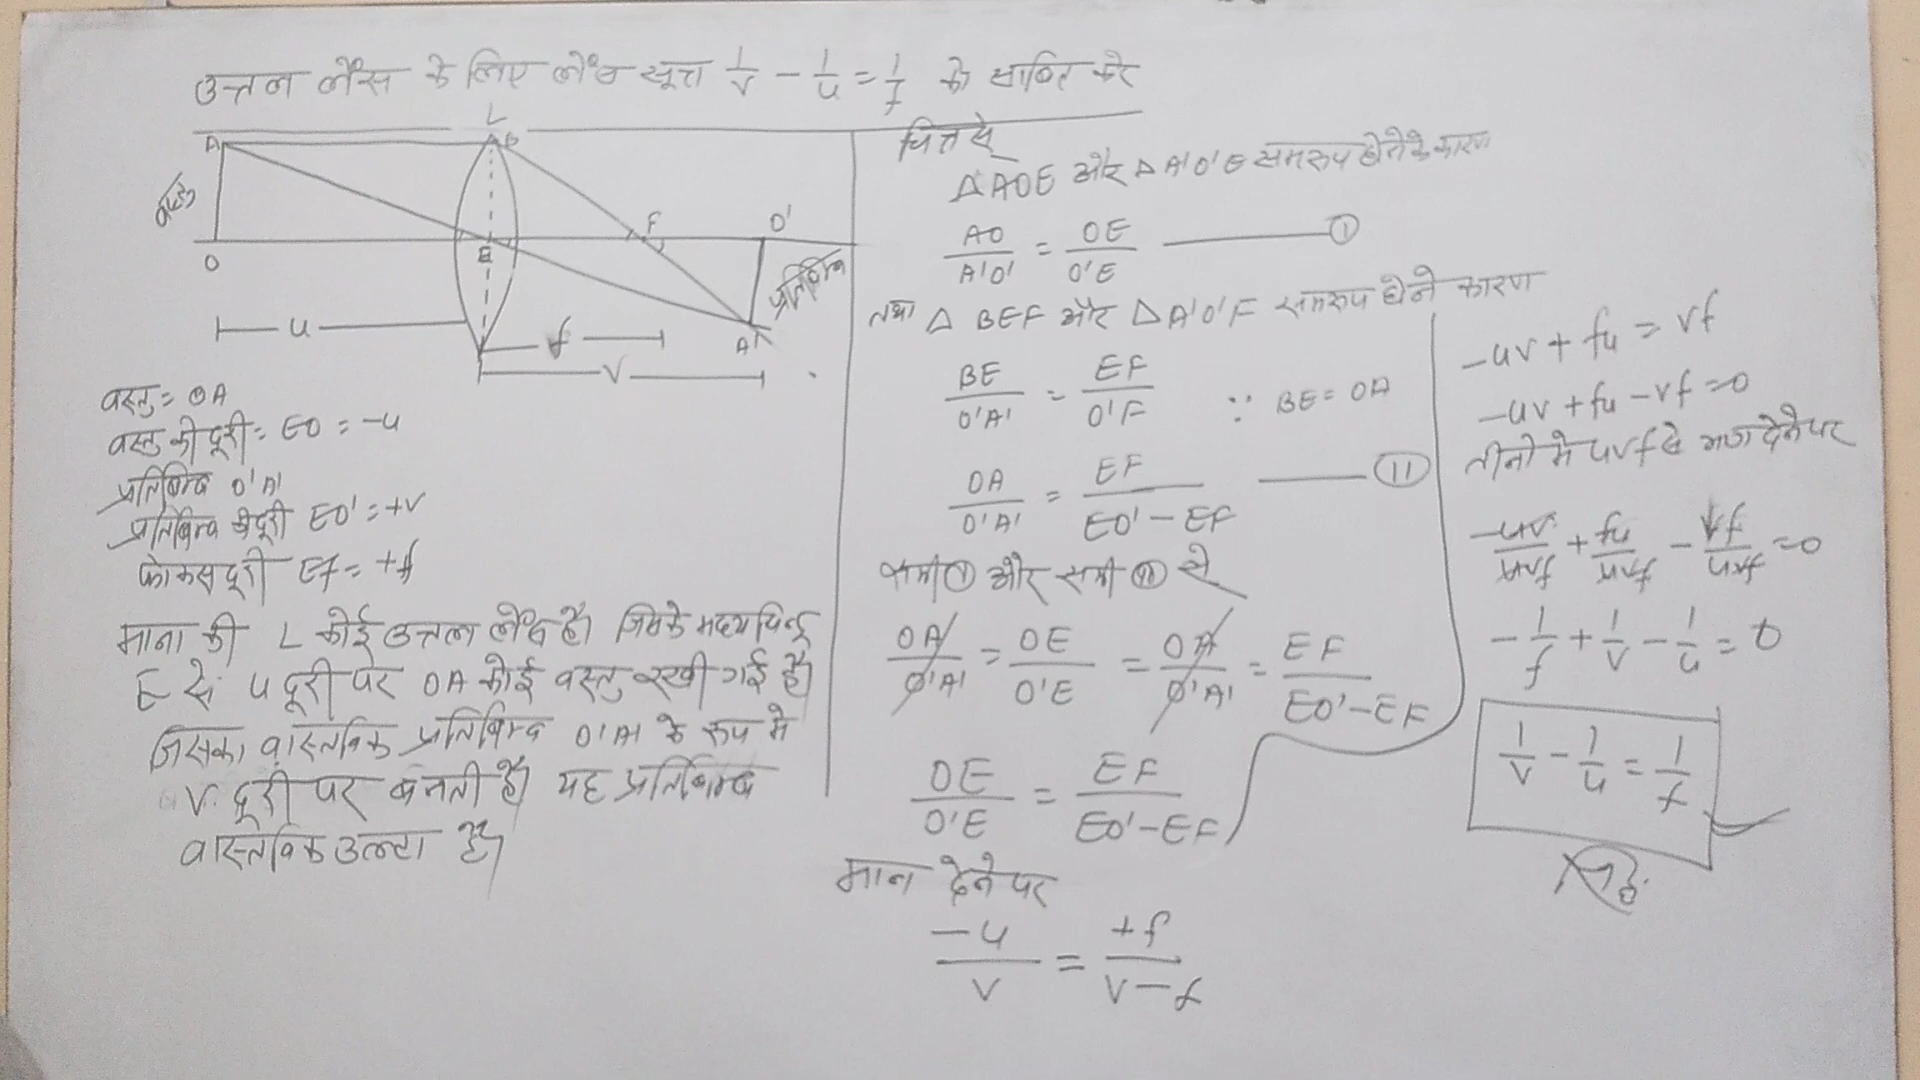 उत्तल लेंस के लिए लेंस सूत्र 1/v - 1/u = 1/f को साबित करे
A
L
B
वस्तु
O
E
F
O'
प्रतिबिम्ब
A'
u
f
v
वस्तु = OA
वस्तु की दूरी = EO = -u
प्रतिबिम्ब O'A'
प्रतिबिम्ब की दूरी EO' = +v
फोकस दूरी EF = +f
माना की L कोई उत्तल लेंस है। जिसके मध्य बिन्दु
E से u दूरी पर OA कोई वस्तु रखी गई है।
जिसका वास्तविक प्रतिबिम्ब O'A' के रूप मे
v दूरी पर बनती है। यह प्रतिबिम्ब
वास्तविक उल्टा है।
चित्र से
△AOE और △A'O'E समरूप होने के कारण
AO/A'O' = OE/O'E — (I)
तथा △ BEF और △A'O'F समरूप होने कारण
BE/O'A' = EF/O'F ∵ BE = OA
OA/O'A' = EF/EO'-EF — (II)
समी (I) और समी (II) से
OA/O'A' = OE/O'E = OA/O'A' = EF/EO'-EF
OE/O'E = EF/EO'-EF
मान देने पर
-u/v = +f/v-f
-uv + fu = vf
-uv + fu - vf = 0
तीनो मे uvf से भाग देने पर
-uv/uvf + fu/uvf - vf/uvf = 0
-1/f + 1/v - 1/u = 0
1/v - 1/u = 1/f